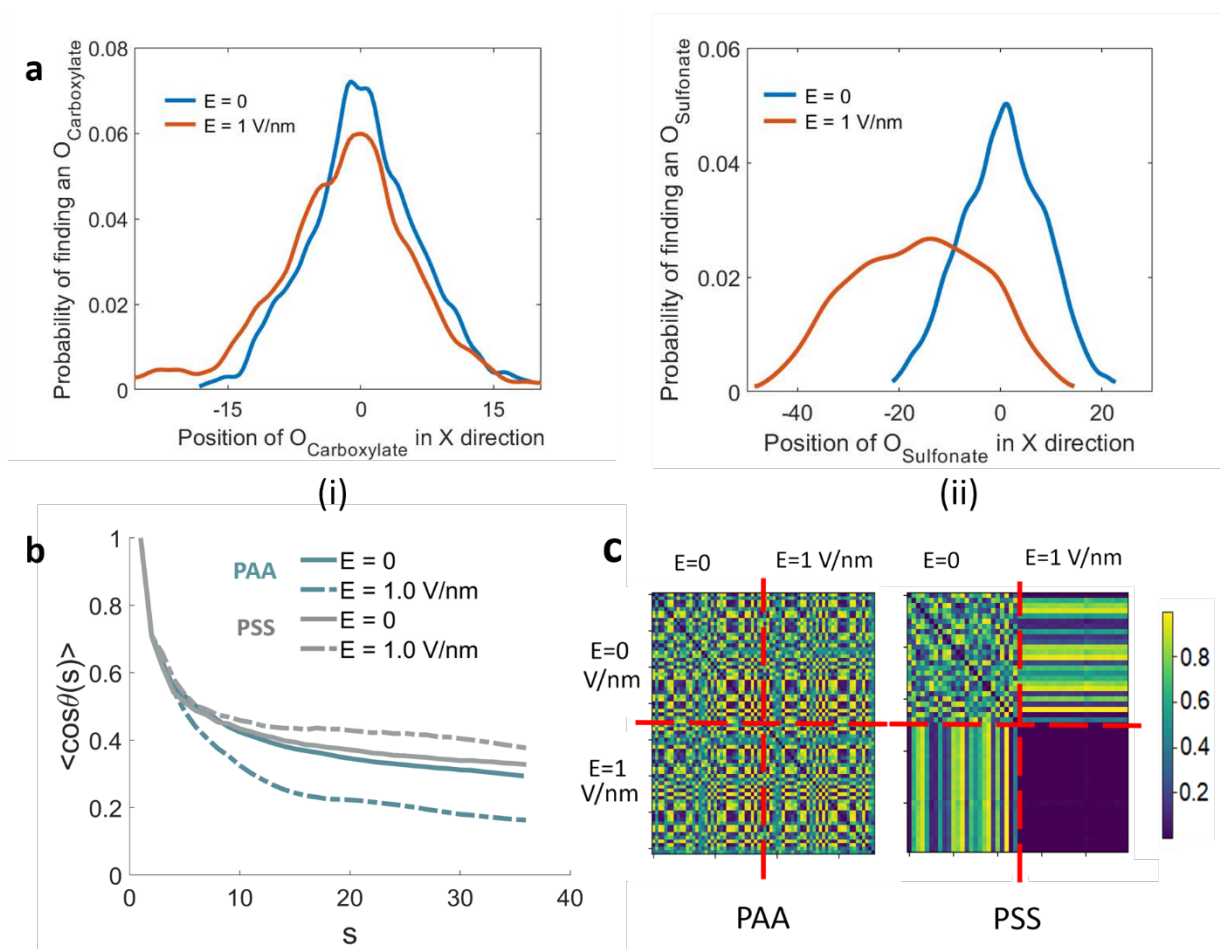 a
0.08
0.06
0.04
0.02
0
Probability of finding an O_Carboxylate
E = 0
E = 1 V/nm
-15
0
15
Position of O_Carboxylate in X direction
(i)
0.06
0.04
0.02
0
Probability of finding an O_Sulfonate
E = 0
E = 1 V/nm
-40
-20
0
20
Position of O_Sulfonate in X direction
(ii)
b
1
0.8
0.6
0.4
0.2
0
<cosθ(s)>
PAA
E = 0
E = 1.0 V/nm
PSS
E = 0
E = 1.0 V/nm
0
10
20
30
40
s
c
E=0
E=1 V/nm
E=0
E=1 V/nm
E=0
V/nm
E=1
V/nm
PAA
PSS
0.8
0.6
0.4
0.2